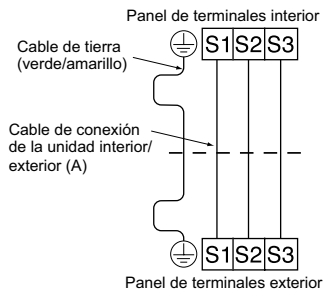 Panel de terminales interior
Cable de tierra
(verde/amarillo)
S1 S2 S3
Cable de conexión
de la unidad interior/
exterior (A)
S1 S2 S3
Panel de terminales exterior